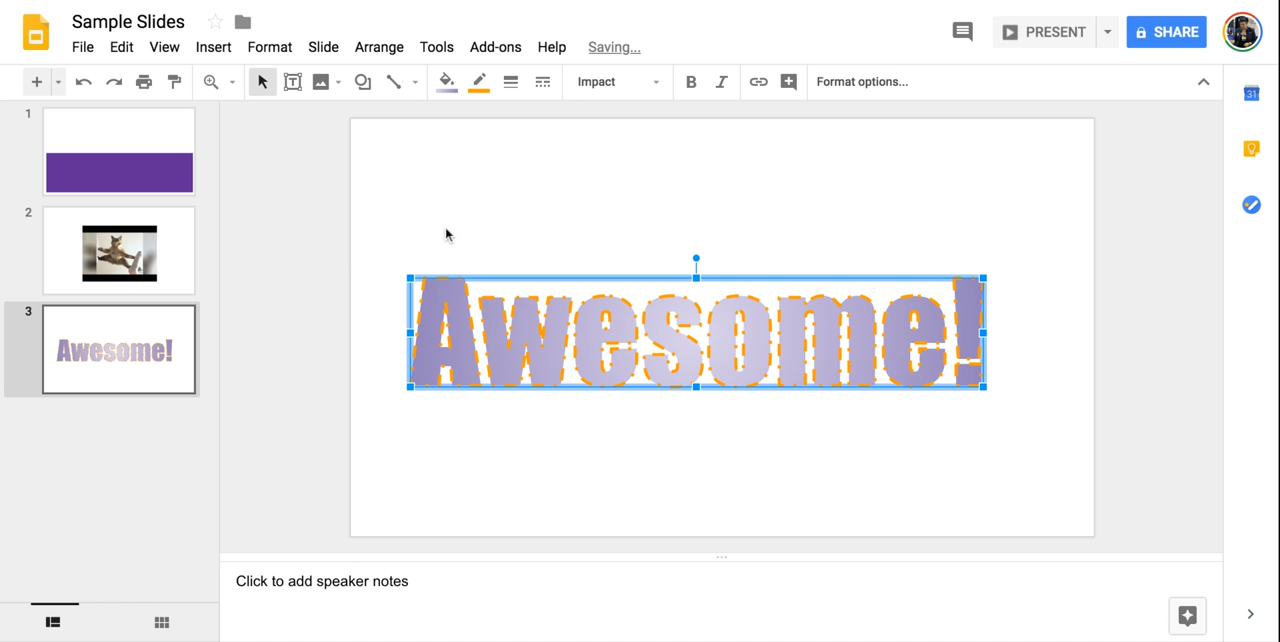 Sample Slides
File Edit View Insert Format Slide Arrange Tools Add-ons Help Saving...
PRESENT
SHARE
Impact
B I
Format options...
31
1
2
3
Awesome!
Awesome!
Click to add speaker notes